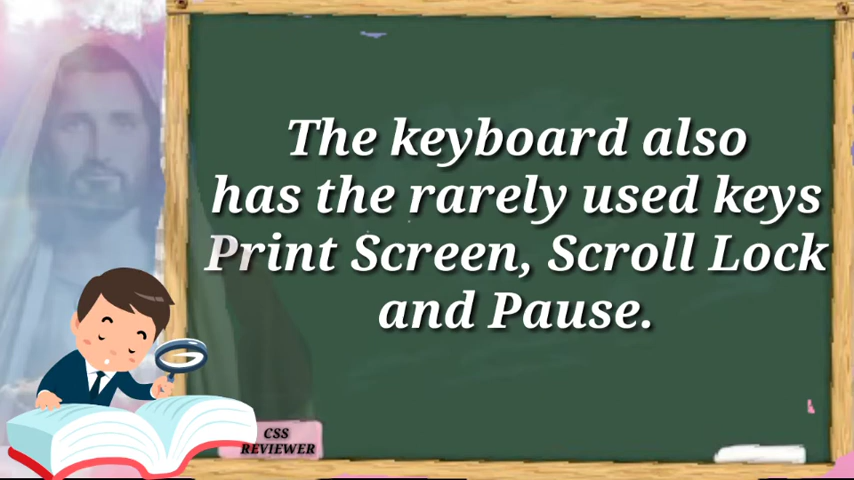 The keyboard also
has the rarely used keys
Print Screen, Scroll Lock
and Pause.
CSS
REVIEWER